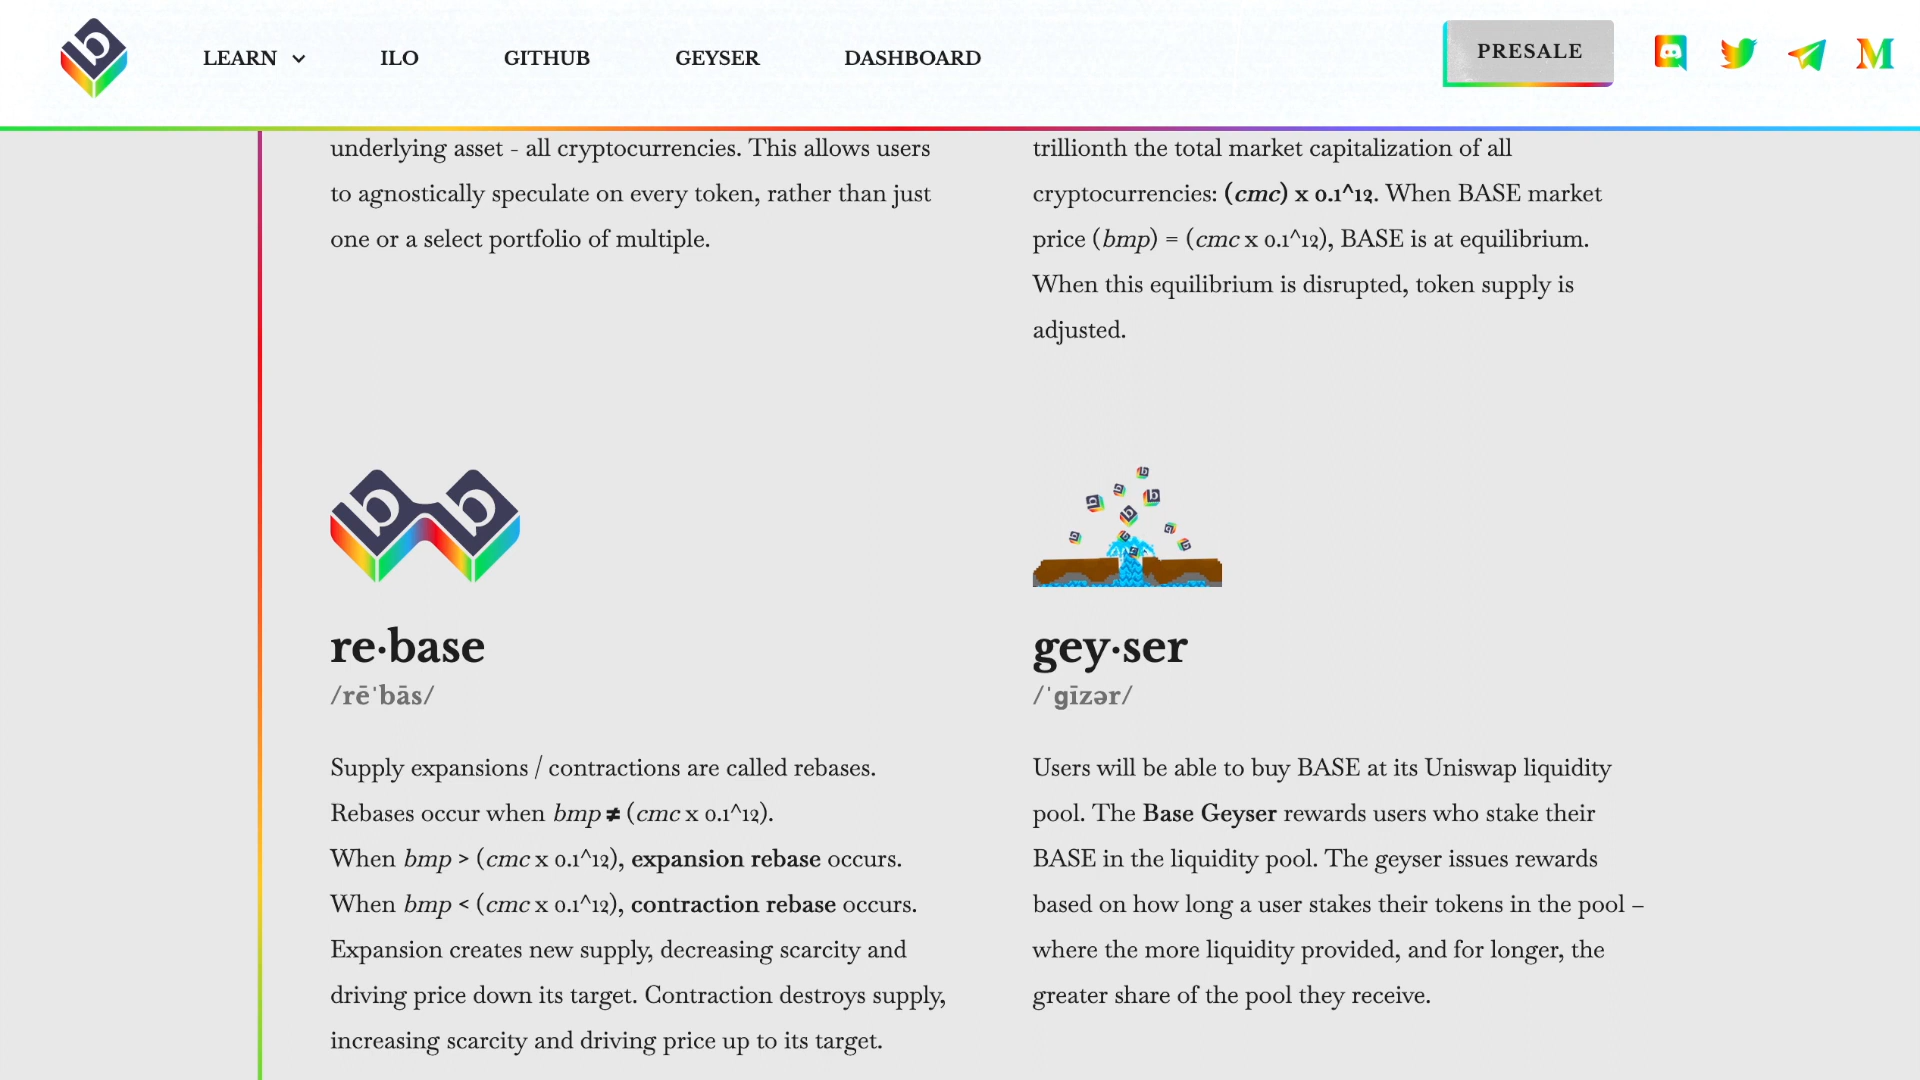 LEARN
ILO
GITHUB
GEYSER
DASHBOARD
PRESALE
underlying asset - all cryptocurrencies. This allows users
to agnostically speculate on every token, rather than just
one or a select portfolio of multiple.
trillionth the total market capitalization of all
cryptocurrencies: (cmc) x 0.1^12. When BASE market
price (bmp) = (cmc x 0.1^12), BASE is at equilibrium.
When this equilibrium is disrupted, token supply is
adjusted.
re·base
/rēˈbās/
Supply expansions / contractions are called rebases.
Rebases occur when bmp ≠ (cmc x 0.1^12).
When bmp > (cmc x 0.1^12), expansion rebase occurs.
When bmp < (cmc x 0.1^12), contraction rebase occurs.
Expansion creates new supply, decreasing scarcity and
driving price down its target. Contraction destroys supply,
increasing scarcity and driving price up to its target.
gey·ser
/ˈgīzər/
Users will be able to buy BASE at its Uniswap liquidity
pool. The Base Geyser rewards users who stake their
BASE in the liquidity pool. The geyser issues rewards
based on how long a user stakes their tokens in the pool –
where the more liquidity provided, and for longer, the
greater share of the pool they receive.